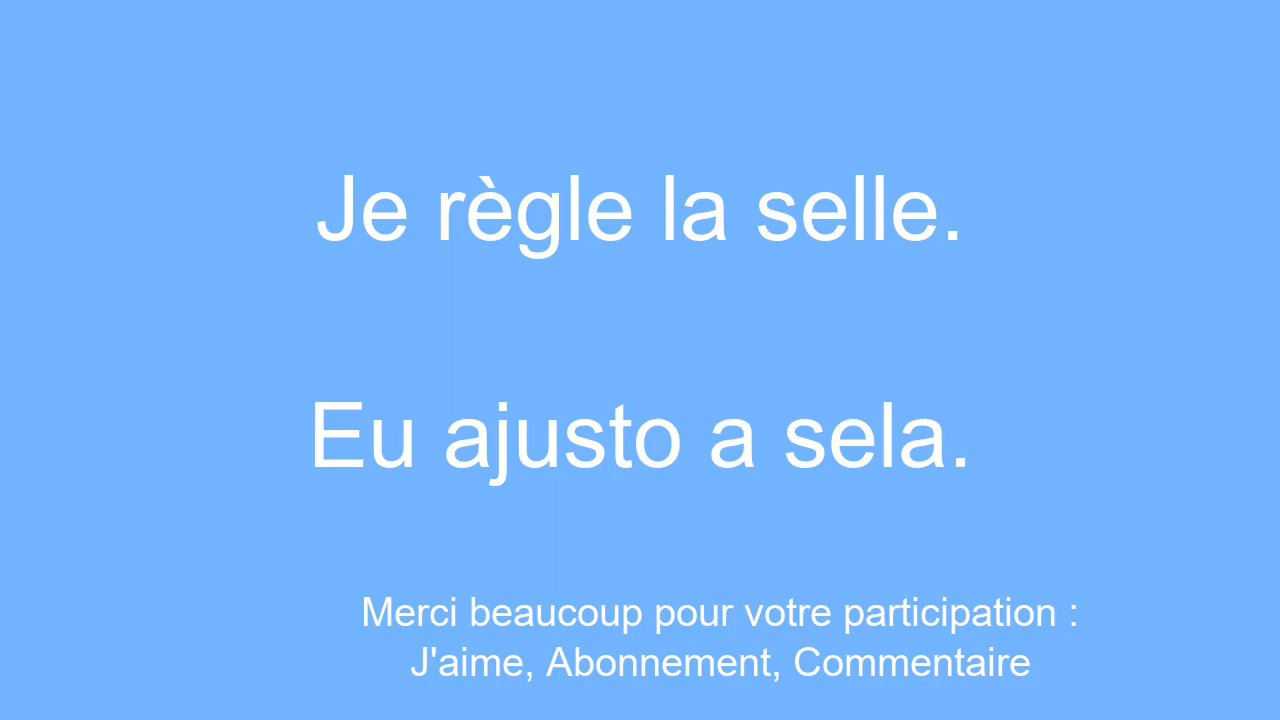 Je règle la selle.
Eu ajusto a sela.
Merci beaucoup pour votre participation :
J'aime, Abonnement, Commentaire